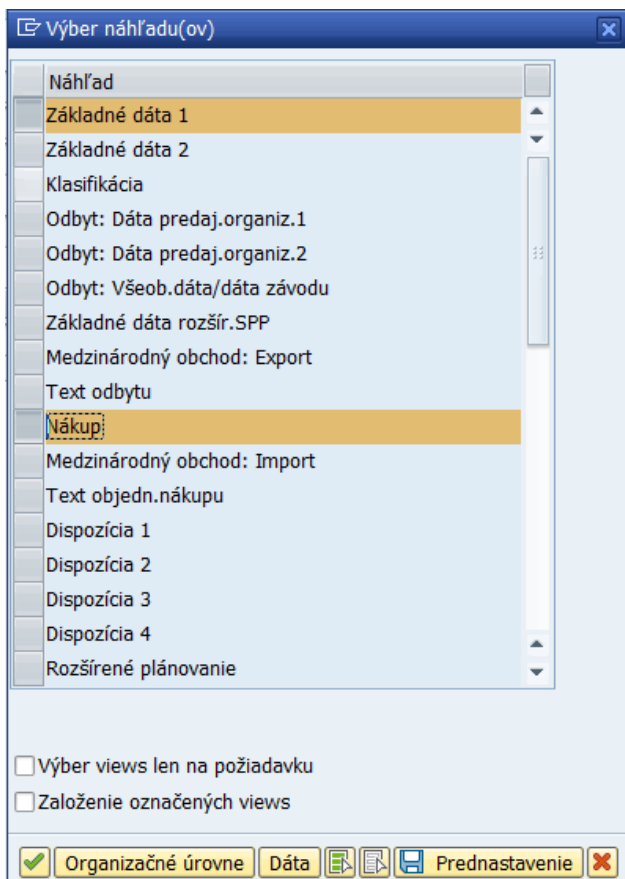 Výber náhľadu(ov)
Náhľad
Základné dáta 1
Základné dáta 2
Klasifikácia
Odbyt: Dáta predaj.organiz.1
Odbyt: Dáta predaj.organiz.2
Odbyt: Všeob.dáta/dáta závodu
Základné dáta rozšír.SPP
Medzinárodný obchod: Export
Text odbytu
Nákup
Medzinárodný obchod: Import
Text objedn.nákupu
Dispozícia 1
Dispozícia 2
Dispozícia 3
Dispozícia 4
Rozšírené plánovanie
Výber views len na požiadavku
Založenie označených views
Organizačné úrovne Dáta Prednastavenie